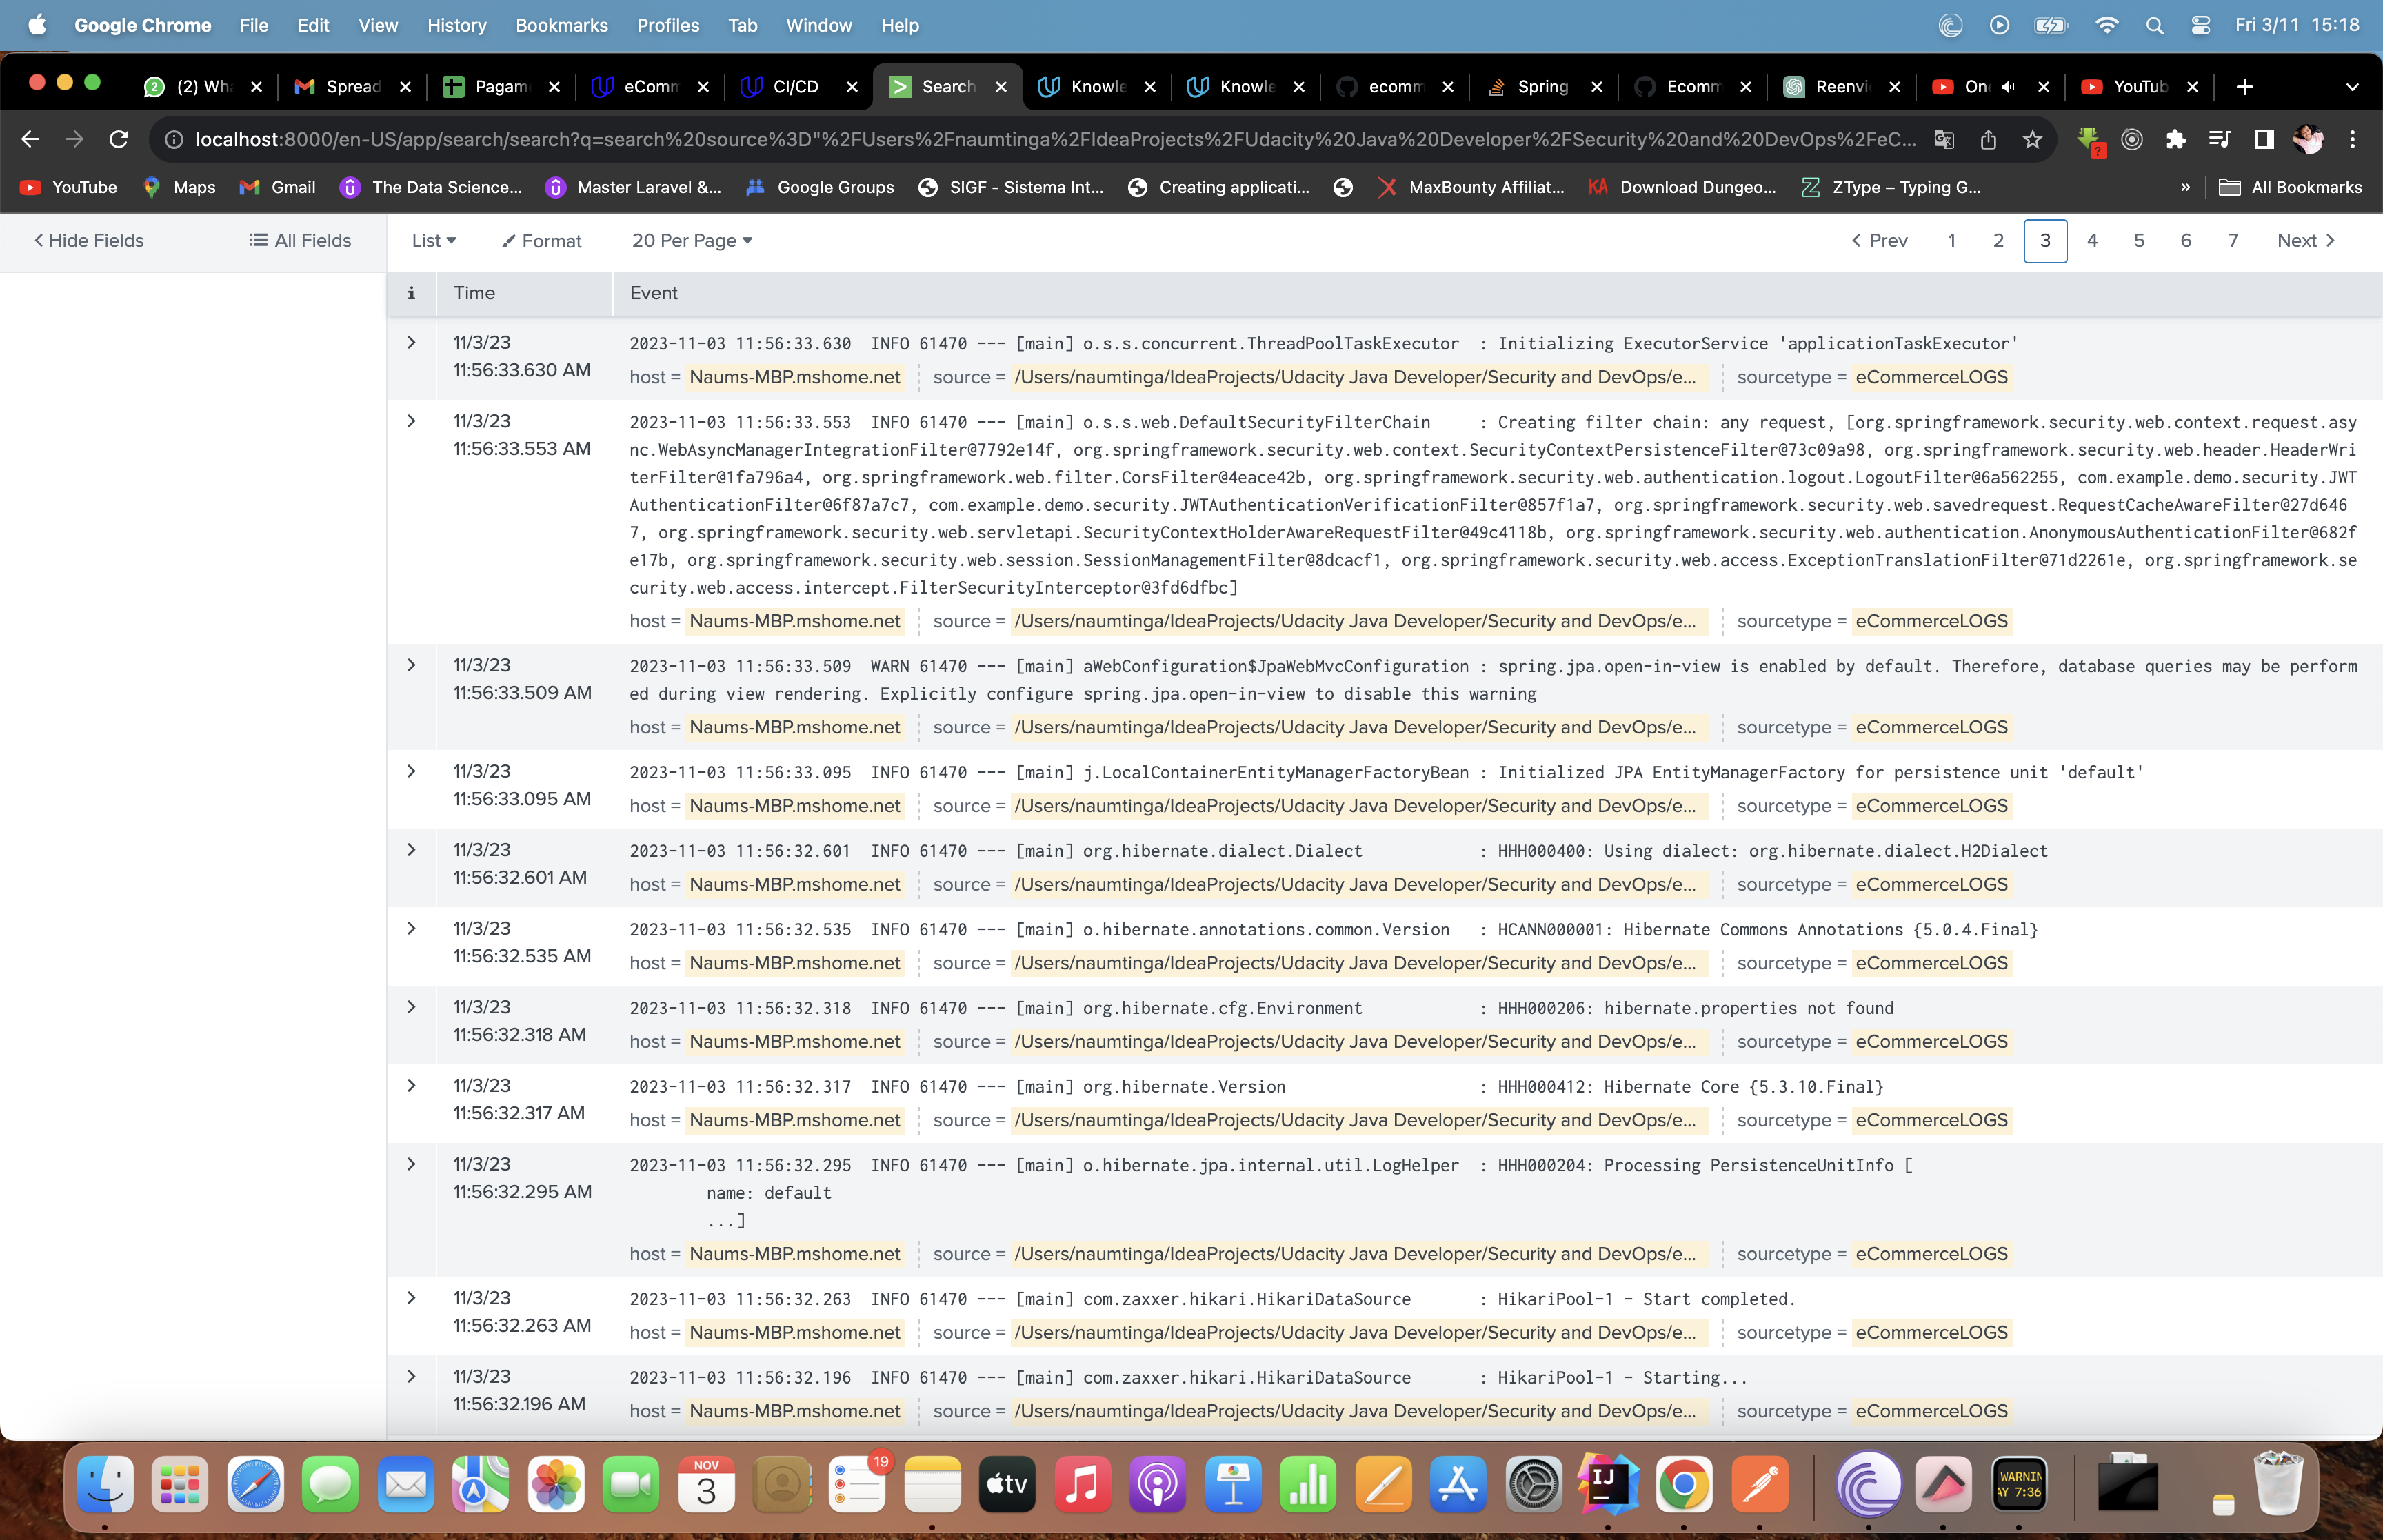 Google Chrome File Edit View History Bookmarks Profiles Tab Window Help Fri 3/11 15:18
2 (2) Wha Spread Pagam eComm CI/CD Search Knowle Knowle ecomm Spring Ecomm Reenvi On YouTub
localhost:8000/en-US/app/search/search?q=search%20source%3D"%2FUsers%2Fnaumtinga%2FIdeaProjects%2FUdacity%20Java%20Developer%2FSecurity%20and%20DevOps%2FeC... ?
YouTube Maps Gmail The Data Science... Master Laravel &... Google Groups SIGF - Sistema Int... Creating applicati... MaxBounty Affiliat... KA Download Dungeo... ZType – Typing G... » All Bookmarks
Hide Fields All Fields List Format 20 Per Page Prev 1 2 3 4 5 6 7 Next
i Time Event
11/3/23 2023-11-03 11:56:33.630 INFO 61470 --- [main] o.s.s.concurrent.ThreadPoolTaskExecutor : Initializing ExecutorService 'applicationTaskExecutor'
11:56:33.630 AM host = Naums-MBP.mshome.net source = /Users/naumtinga/IdeaProjects/Udacity Java Developer/Security and DevOps/e... sourcetype = eCommerceLOGS
11/3/23 2023-11-03 11:56:33.553 INFO 61470 --- [main] o.s.s.web.DefaultSecurityFilterChain : Creating filter chain: any request, [org.springframework.security.web.context.request.asy
11:56:33.553 AM nc.WebAsyncManagerIntegrationFilter@7792e14f, org.springframework.security.web.context.SecurityContextPersistenceFilter@73c09a98, org.springframework.security.web.header.HeaderWri
terFilter@1fa796a4, org.springframework.web.filter.CorsFilter@4eace42b, org.springframework.security.web.authentication.logout.LogoutFilter@6a562255, com.example.demo.security.JWT
AuthenticationFilter@6f87a7c7, com.example.demo.security.JWTAuthenticationVerificationFilter@857f1a7, org.springframework.security.web.savedrequest.RequestCacheAwareFilter@27d646
7, org.springframework.security.web.servletapi.SecurityContextHolderAwareRequestFilter@49c4118b, org.springframework.security.web.authentication.AnonymousAuthenticationFilter@682f
e17b, org.springframework.security.web.session.SessionManagementFilter@8dcacf1, org.springframework.security.web.access.ExceptionTranslationFilter@71d2261e, org.springframework.se
curity.web.access.intercept.FilterSecurityInterceptor@3fd6dfbc]
host = Naums-MBP.mshome.net source = /Users/naumtinga/IdeaProjects/Udacity Java Developer/Security and DevOps/e... sourcetype = eCommerceLOGS
11/3/23 2023-11-03 11:56:33.509 WARN 61470 --- [main] aWebConfiguration$JpaWebMvcConfiguration : spring.jpa.open-in-view is enabled by default. Therefore, database queries may be perform
11:56:33.509 AM ed during view rendering. Explicitly configure spring.jpa.open-in-view to disable this warning
host = Naums-MBP.mshome.net source = /Users/naumtinga/IdeaProjects/Udacity Java Developer/Security and DevOps/e... sourcetype = eCommerceLOGS
11/3/23 2023-11-03 11:56:33.095 INFO 61470 --- [main] j.LocalContainerEntityManagerFactoryBean : Initialized JPA EntityManagerFactory for persistence unit 'default'
11:56:33.095 AM host = Naums-MBP.mshome.net source = /Users/naumtinga/IdeaProjects/Udacity Java Developer/Security and DevOps/e... sourcetype = eCommerceLOGS
11/3/23 2023-11-03 11:56:32.601 INFO 61470 --- [main] org.hibernate.dialect.Dialect : HHH000400: Using dialect: org.hibernate.dialect.H2Dialect
11:56:32.601 AM host = Naums-MBP.mshome.net source = /Users/naumtinga/IdeaProjects/Udacity Java Developer/Security and DevOps/e... sourcetype = eCommerceLOGS
11/3/23 2023-11-03 11:56:32.535 INFO 61470 --- [main] o.hibernate.annotations.common.Version : HCANN000001: Hibernate Commons Annotations {5.0.4.Final}
11:56:32.535 AM host = Naums-MBP.mshome.net source = /Users/naumtinga/IdeaProjects/Udacity Java Developer/Security and DevOps/e... sourcetype = eCommerceLOGS
11/3/23 2023-11-03 11:56:32.318 INFO 61470 --- [main] org.hibernate.cfg.Environment : HHH000206: hibernate.properties not found
11:56:32.318 AM host = Naums-MBP.mshome.net source = /Users/naumtinga/IdeaProjects/Udacity Java Developer/Security and DevOps/e... sourcetype = eCommerceLOGS
11/3/23 2023-11-03 11:56:32.317 INFO 61470 --- [main] org.hibernate.Version : HHH000412: Hibernate Core {5.3.10.Final}
11:56:32.317 AM host = Naums-MBP.mshome.net source = /Users/naumtinga/IdeaProjects/Udacity Java Developer/Security and DevOps/e... sourcetype = eCommerceLOGS
11/3/23 2023-11-03 11:56:32.295 INFO 61470 --- [main] o.hibernate.jpa.internal.util.LogHelper : HHH000204: Processing PersistenceUnitInfo [
11:56:32.295 AM name: default
...]
host = Naums-MBP.mshome.net source = /Users/naumtinga/IdeaProjects/Udacity Java Developer/Security and DevOps/e... sourcetype = eCommerceLOGS
11/3/23 2023-11-03 11:56:32.263 INFO 61470 --- [main] com.zaxxer.hikari.HikariDataSource : HikariPool-1 - Start completed.
11:56:32.263 AM host = Naums-MBP.mshome.net source = /Users/naumtinga/IdeaProjects/Udacity Java Developer/Security and DevOps/e... sourcetype = eCommerceLOGS
11/3/23 2023-11-03 11:56:32.196 INFO 61470 --- [main] com.zaxxer.hikari.HikariDataSource : HikariPool-1 - Starting...
11:56:32.196 AM host = Naums-MBP.mshome.net source = /Users/naumtinga/IdeaProjects/Udacity Java Developer/Security and DevOps/e... sourcetype = eCommerceLOGS
NOV 3 19 tv IJ WARNIN
AY 7:36